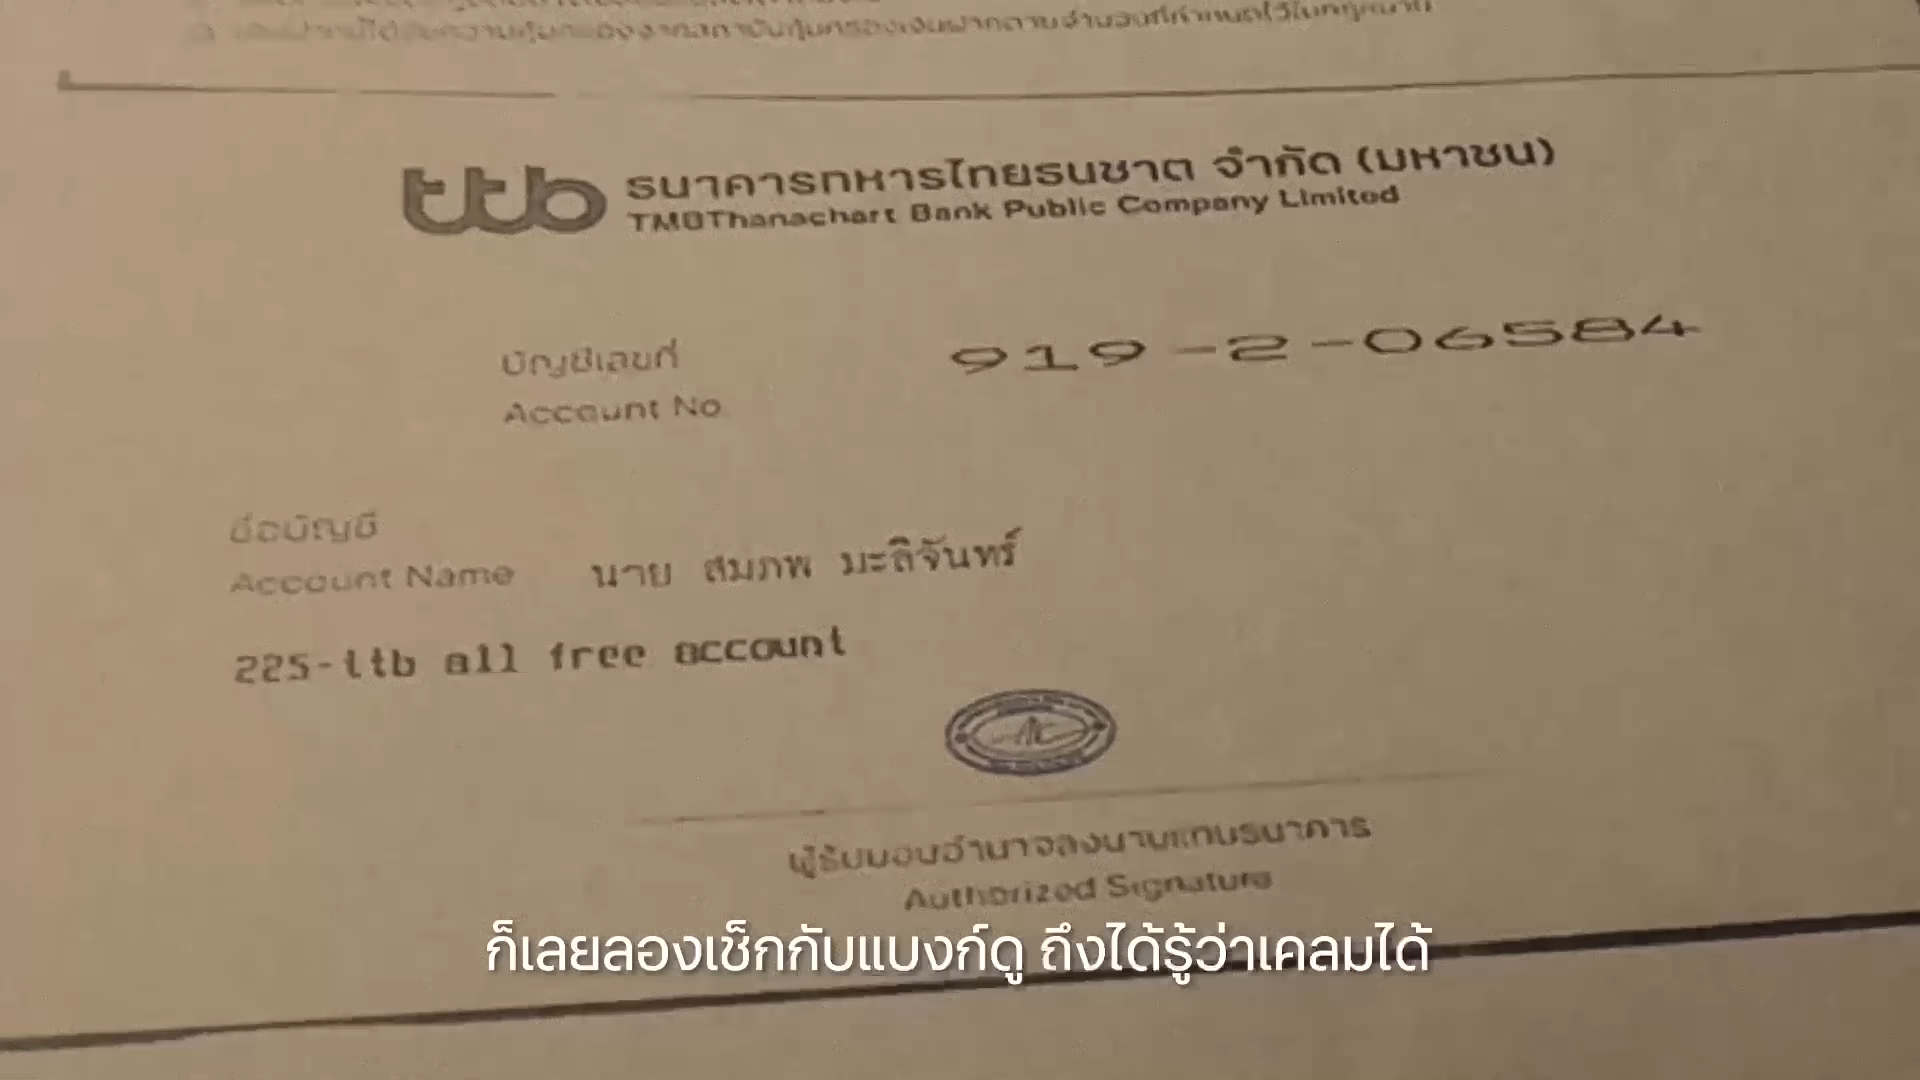 ttb ธนาคารทหารไทยธนชาต จำกัด (มหาชน)
TMBThanachart Bank Public Company Limited
บัญชีเลขที่ 919-2-06584
Account No
ชื่อบัญชี
Account Name นาย สมภพ มะลิจันทร์
225-ttb all free account
ผู้รับมอบอำนาจลงนามแทนธนาคาร
Authorized Signature
ก็เลยลองเช็กกับแบงก์ดู ถึงได้รู้ว่าเคลมได้